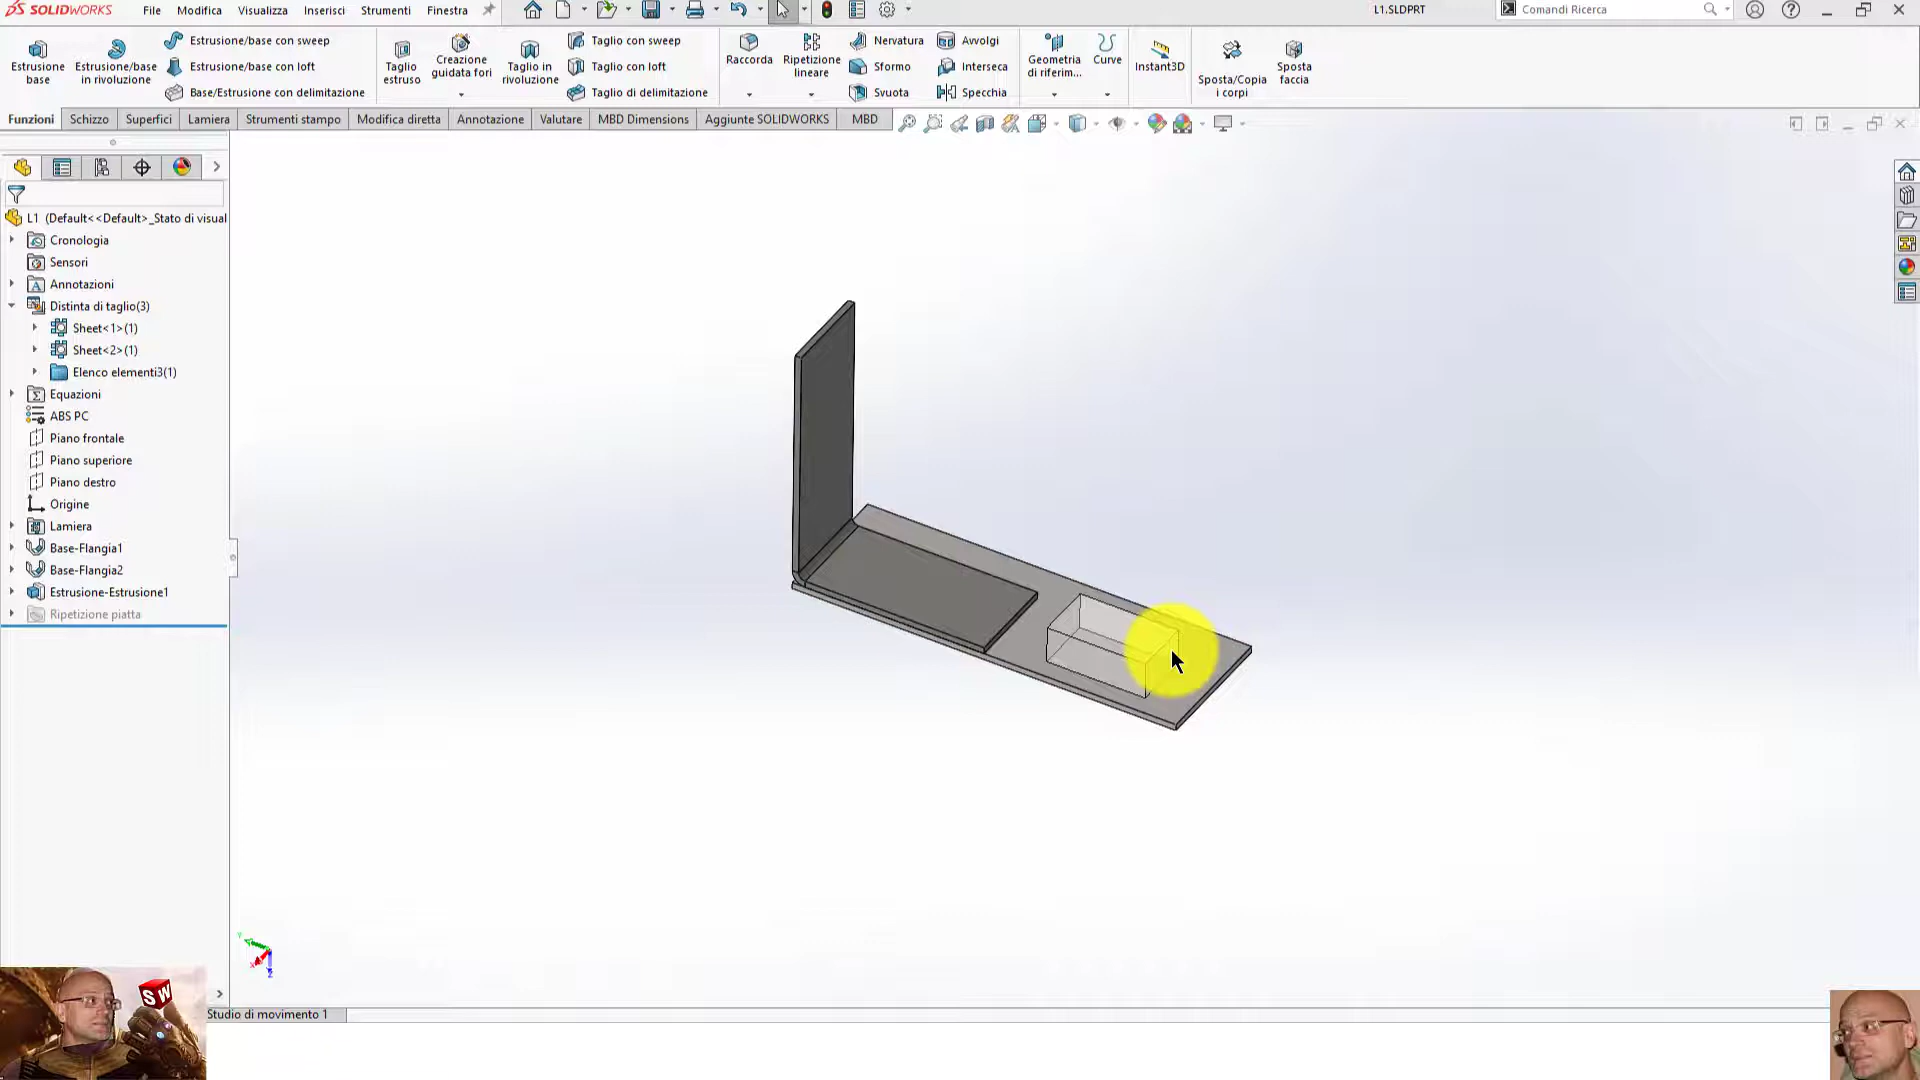 SOLIDWORKS File Modifica Visualizza Inserisci Strumenti Finestra L1.SLDPRT Comandi Ricerca
Estrusione base
Estrusione/base in rivoluzione
Estrusione/base con sweep
Estrusione/base con loft
Base/Estrusione con delimitazione
Taglio estruso
Creazione guidata fori
Taglio in rivoluzione
Taglio con sweep
Taglio con loft
Taglio di delimitazione
Raccorda
Ripetizione lineare
Nervatura
Sformo
Svuota
Avvolgi
Interseca
Specchia
Geometria di riferim...
Curve
Instant3D
Sposta/Copia i corpi
Sposta faccia
Funzioni Schizzo Superfici Lamiera Strumenti stampo Modifica diretta Annotazione Valutare MBD Dimensions Aggiunte SOLIDWORKS MBD
L1 (Default<<Default>_Stato di visual
Cronologia
Sensori
Annotazioni
Distinta di taglio(3)
Sheet<1>(1)
Sheet<2>(1)
Elenco elementi3(1)
Equazioni
ABS PC
Piano frontale
Piano superiore
Piano destro
Origine
Lamiera
Base-Flangia1
Base-Flangia2
Estrusione-Estrusione1
Ripetizione piatta
Y
X
Z
S W
Studio di movimento 1